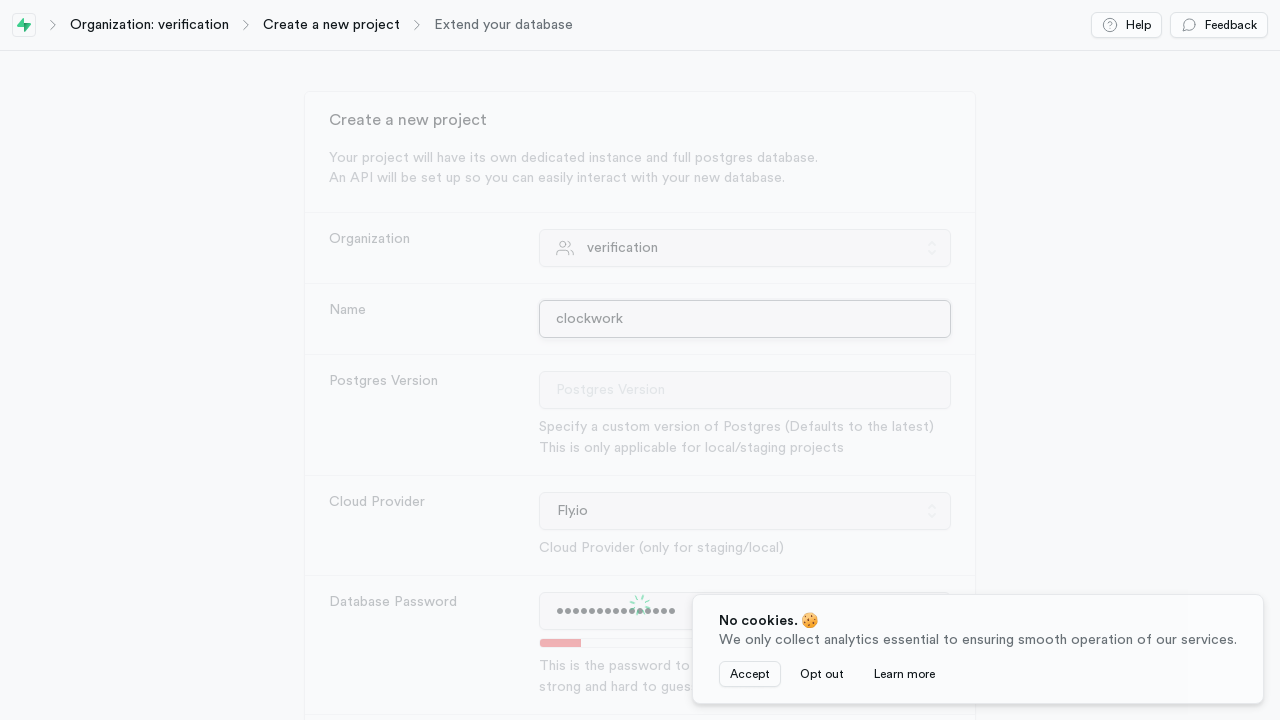 Organization: verification
Create a new project
Extend your database
Help
Feedback
Create a new project
Your project will have its own dedicated instance and full postgres database.
An API will be set up so you can easily interact with your new database.
Organization
verification
Name
clockwork
Postgres Version
Postgres Version
Specify a custom version of Postgres (Defaults to the latest)
This is only applicable for local/staging projects
Cloud Provider
Fly.io
Cloud Provider (only for staging/local)
Database Password
This is the password to
strong and hard to gues
No cookies. 🍪
We only collect analytics essential to ensuring smooth operation of our services.
Accept
Opt out
Learn more